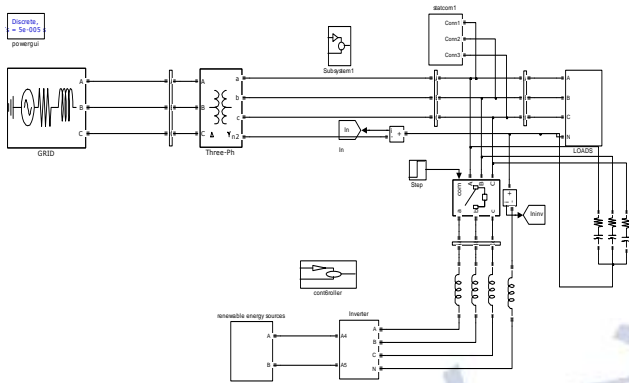 Discrete,
s = 5e-005 s
powergui
statcom1
Conn1
Conn2
Conn3
Subsystem1
A
B
C
GRID
A
B
C
a
b
c
n2
Δ Y
Three-Ph
In
In
i
+
-
A
B
C
N
LOADS
Step
com
A
B
C
a
b
c
+
-
i
Ininv
controller
renewable energy sources
A
B
Inverter
A4
A5
A
B
C
N